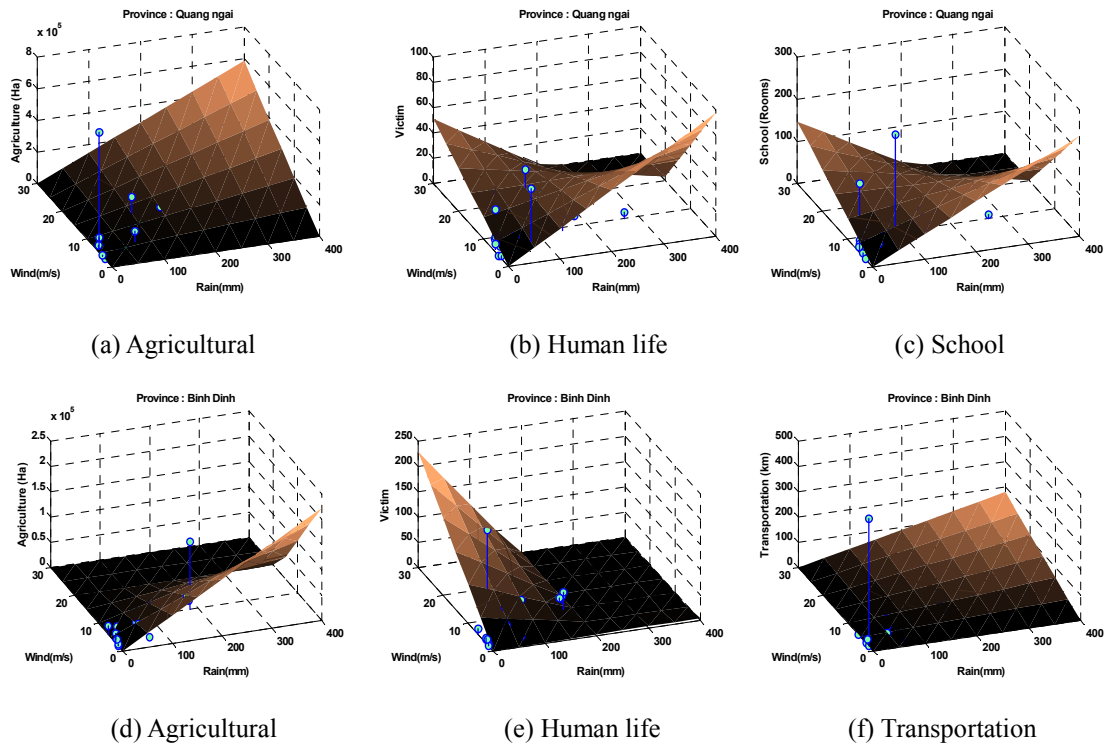 Province : Quang ngai
x 10^5
Agriculture (Ha)
8
6
4
2
0
30
20
10
0
Wind(m/s)
0
100
200
300
400
Rain(mm)
(a) Agricultural
Province : Quang ngai
Victim
100
80
60
40
20
0
30
20
10
0
Wind(m/s)
0
100
200
300
400
Rain(mm)
(b) Human life
Province : Quang ngai
School (Rooms)
300
200
100
0
30
20
10
0
Wind(m/s)
0
100
200
300
400
Rain(mm)
(c) School
Province : Binh Dinh
x 10^5
Agriculture (Ha)
2.5
2
1.5
1
0.5
0
30
20
10
0
Wind(m/s)
0
100
200
300
400
Rain(mm)
(d) Agricultural
Province : Binh Dinh
Victim
250
200
150
100
50
0
30
20
10
0
Wind(m/s)
0
100
200
300
400
Rain(mm)
(e) Human life
Province : Binh Dinh
Transportation (km)
500
400
300
200
100
0
30
20
10
0
Wind(m/s)
0
100
200
300
400
Rain(mm)
(f) Transportation